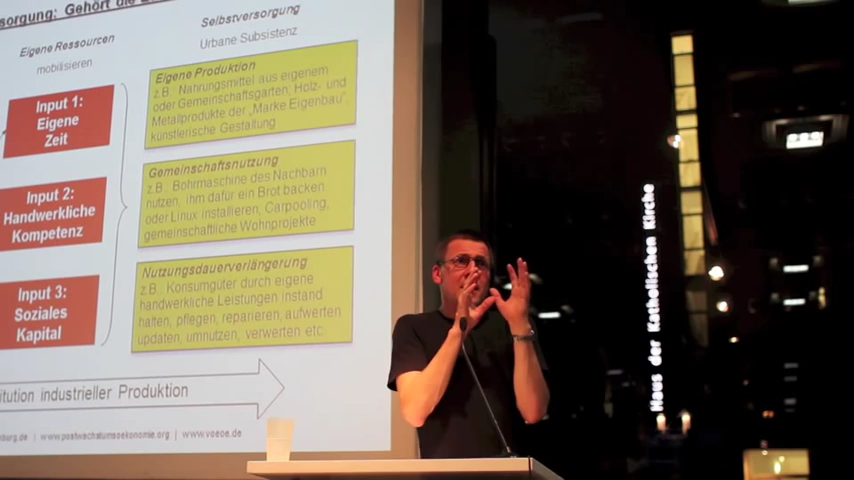 sorgung: Gehört die
Eigene Ressourcen
mobilisieren
Input 1:
Eigene
Zeit
Input 2:
Handwerkliche
Kompetenz
Input 3:
Soziales
Kapital
Selbstversorgung
Urbane Subsistenz
Eigene Produktion
z.B. Nahrungsmittel aus eigenem
oder Gemeinschaftsgarten; Holz- und
Metallprodukte der „Marke Eigenbau",
künstlerische Gestaltung
Gemeinschaftsnutzung
z.B. Bohrmaschine des Nachbarn
nutzen, ihm dafür ein Brot backen
oder Linux installieren; Carpooling,
gemeinschaftliche Wohnprojekte
Nutzungsdauerverlängerung
z.B. Konsumgüter durch eigene
handwerkliche Leistungen instand
halten, pflegen, reparieren, aufwerten
updaten, umnutzen, verwerten etc.
itution industrieller Produktion
burg.de | www.postwachstumsoekonomie.org | www.voeoe.de
Haus der Katholischen Kirche